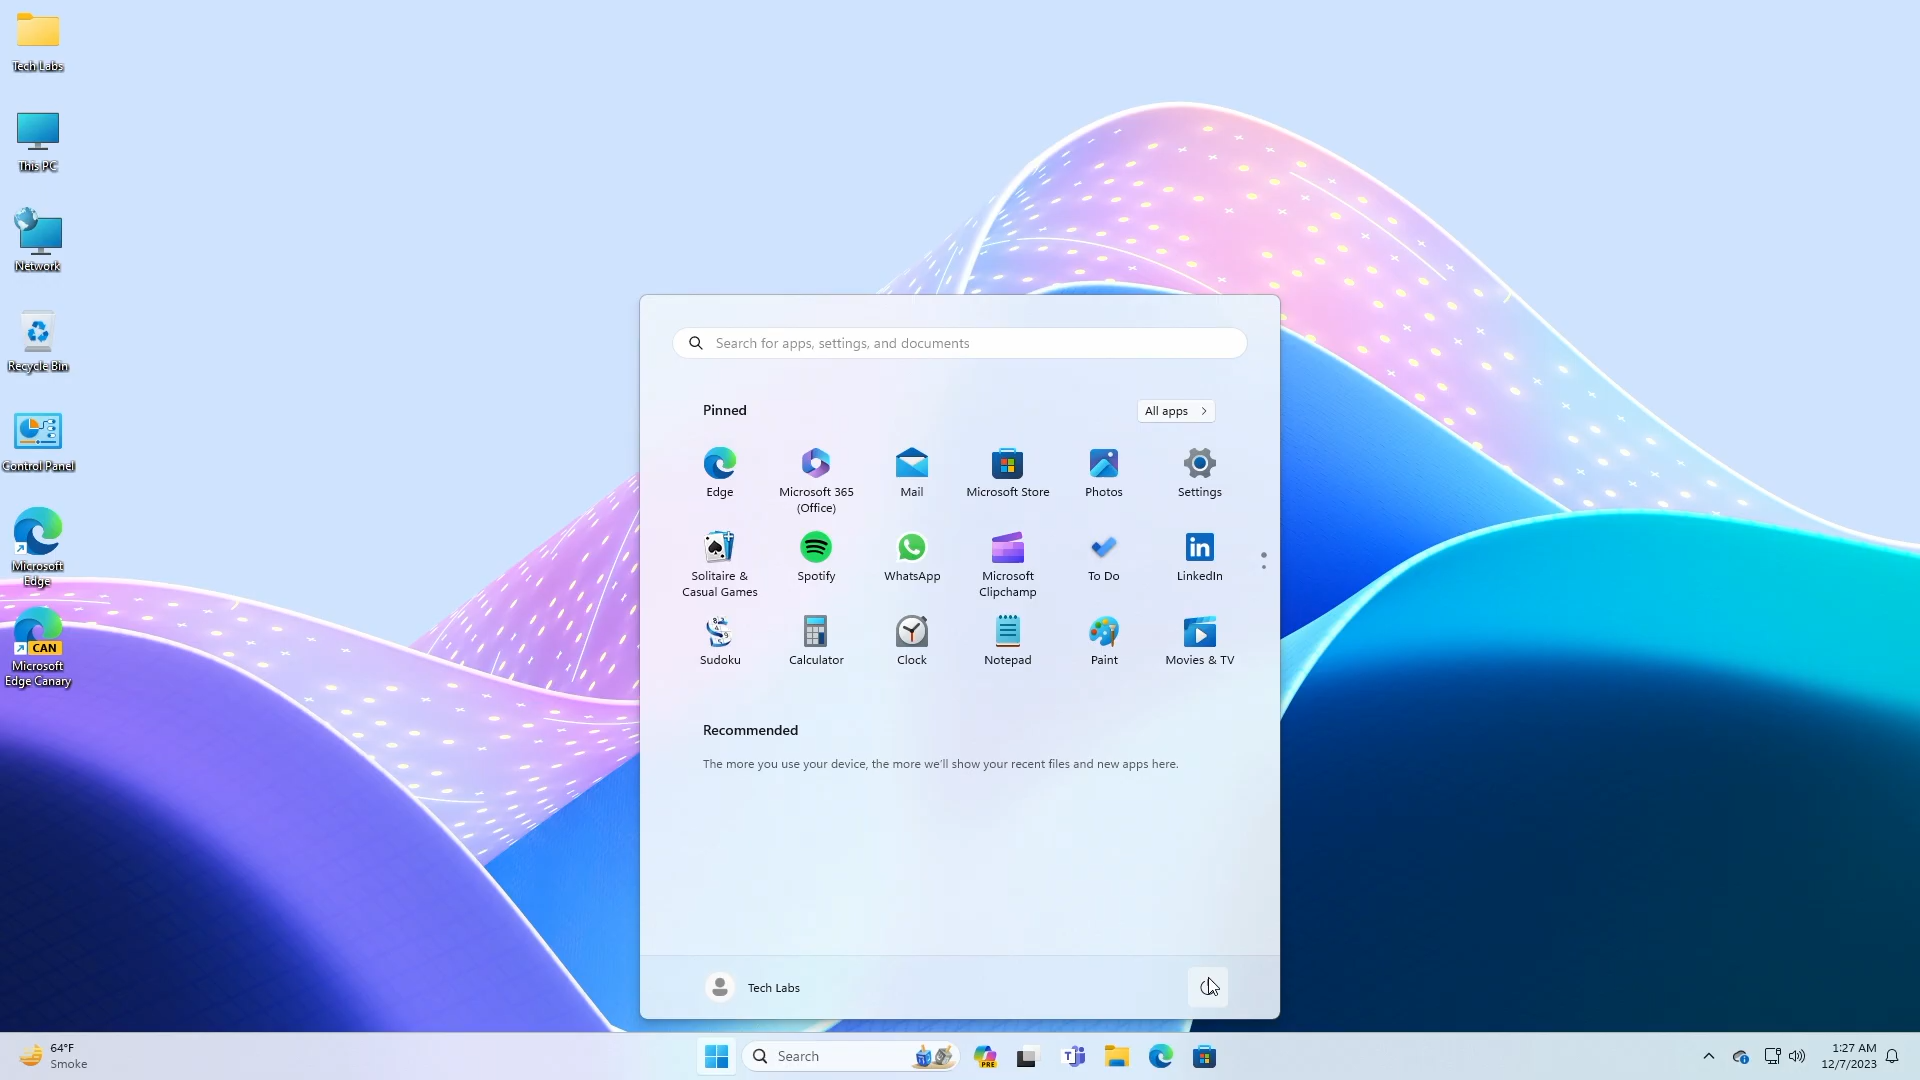 Tech Labs
This PC
Network
Recycle Bin
Control Panel
Microsoft
Edge
CAN
Microsoft
Edge Canary
Search for apps, settings, and documents
Pinned
All apps
Edge
Microsoft 365
(Office)
Mail
Microsoft Store
Photos
Settings
Solitaire &
Casual Games
Spotify
WhatsApp
Microsoft
Clipchamp
To Do
in
LinkedIn
Sudoku
Calculator
Clock
Notepad
Paint
Movies & TV
Recommended
The more you use your device, the more we’ll show your recent files and new apps here.
Tech Labs
64°F
Smoke
Search
PRE
T
1:27 AM
12/7/2023